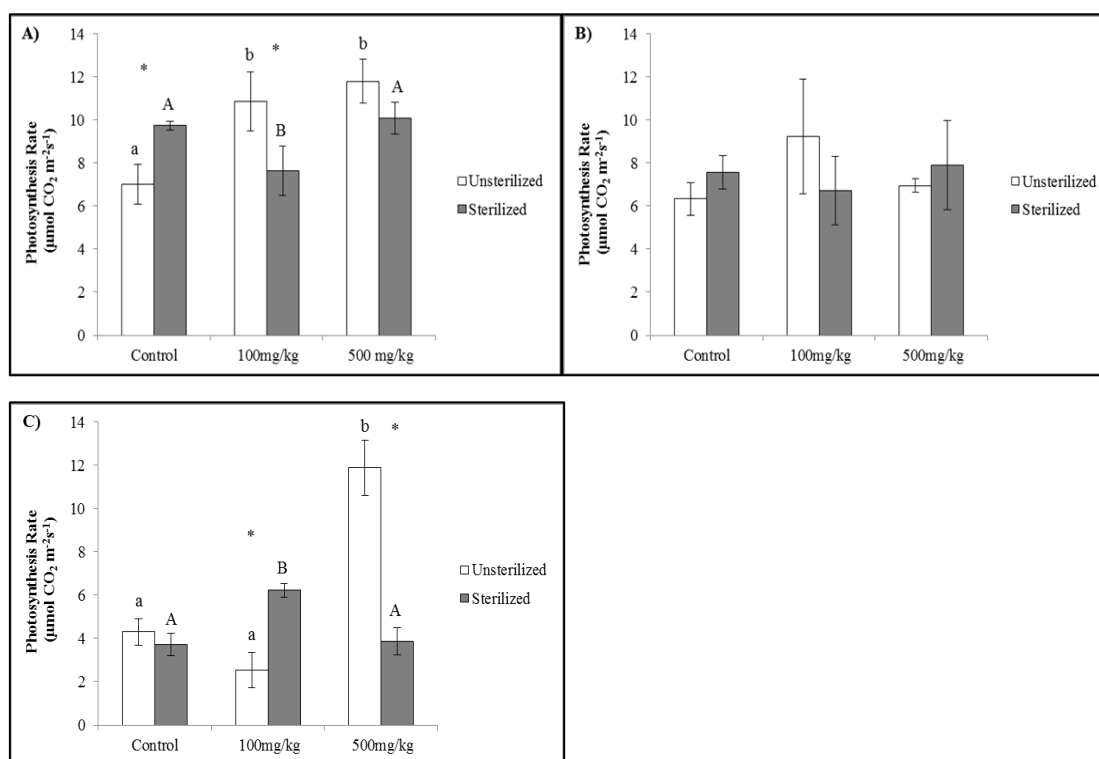 A)
Photosynthesis Rate
(µmol CO₂ m⁻²s⁻¹)
14
12
10
8
6
4
2
0
*
a
A
b
*
B
b
A
Control
100mg/kg
500 mg/kg
Unsterilized
Sterilized
B)
Photosynthesis Rate
(µmol CO₂ m⁻²s⁻¹)
14
12
10
8
6
4
2
0
Control
100mg/kg
500mg/kg
Unsterilized
Sterilized
C)
Photosynthesis Rate
(µmol CO₂ m⁻²s⁻¹)
14
12
10
8
6
4
2
0
a
A
*
a
B
b
*
A
Control
100mg/kg
500mg/kg
Unsterilized
Sterilized